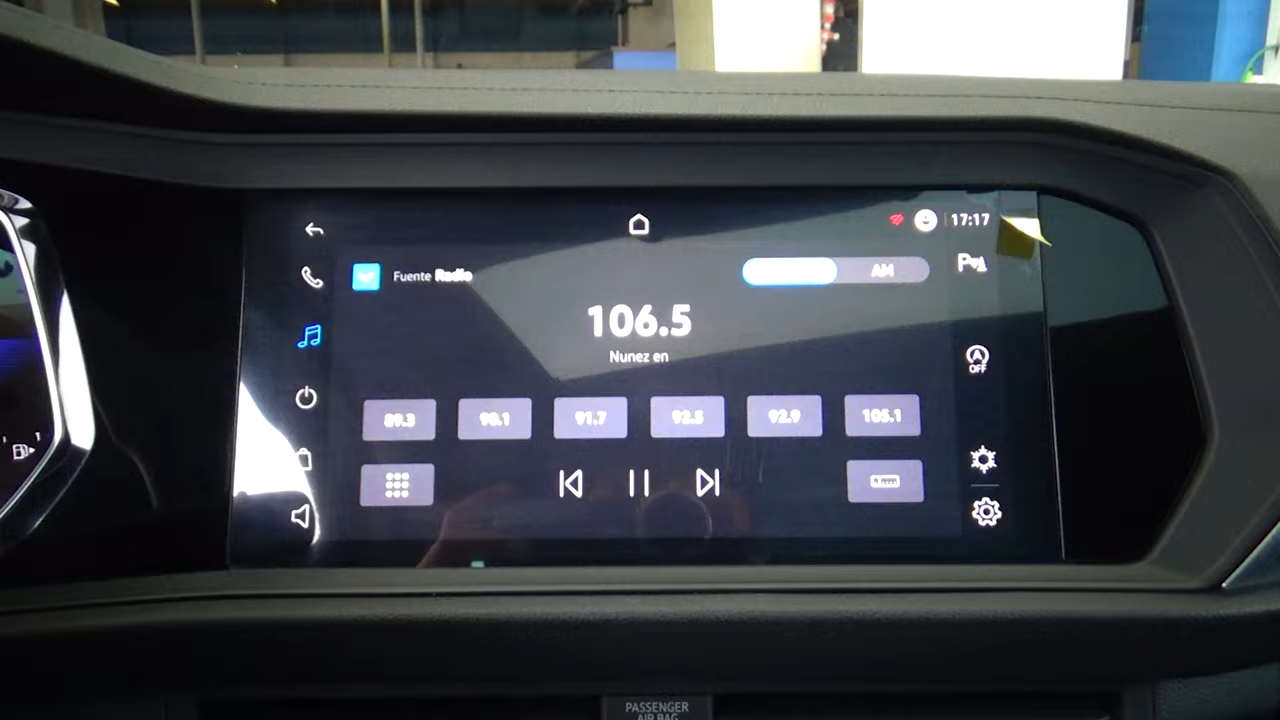 17:17
Fuente Radio
AM
106.5
Nunez en
OFF
89.3
90.1
91.7
92.5
92.9
105.1
PASSENGER
AIR BAG